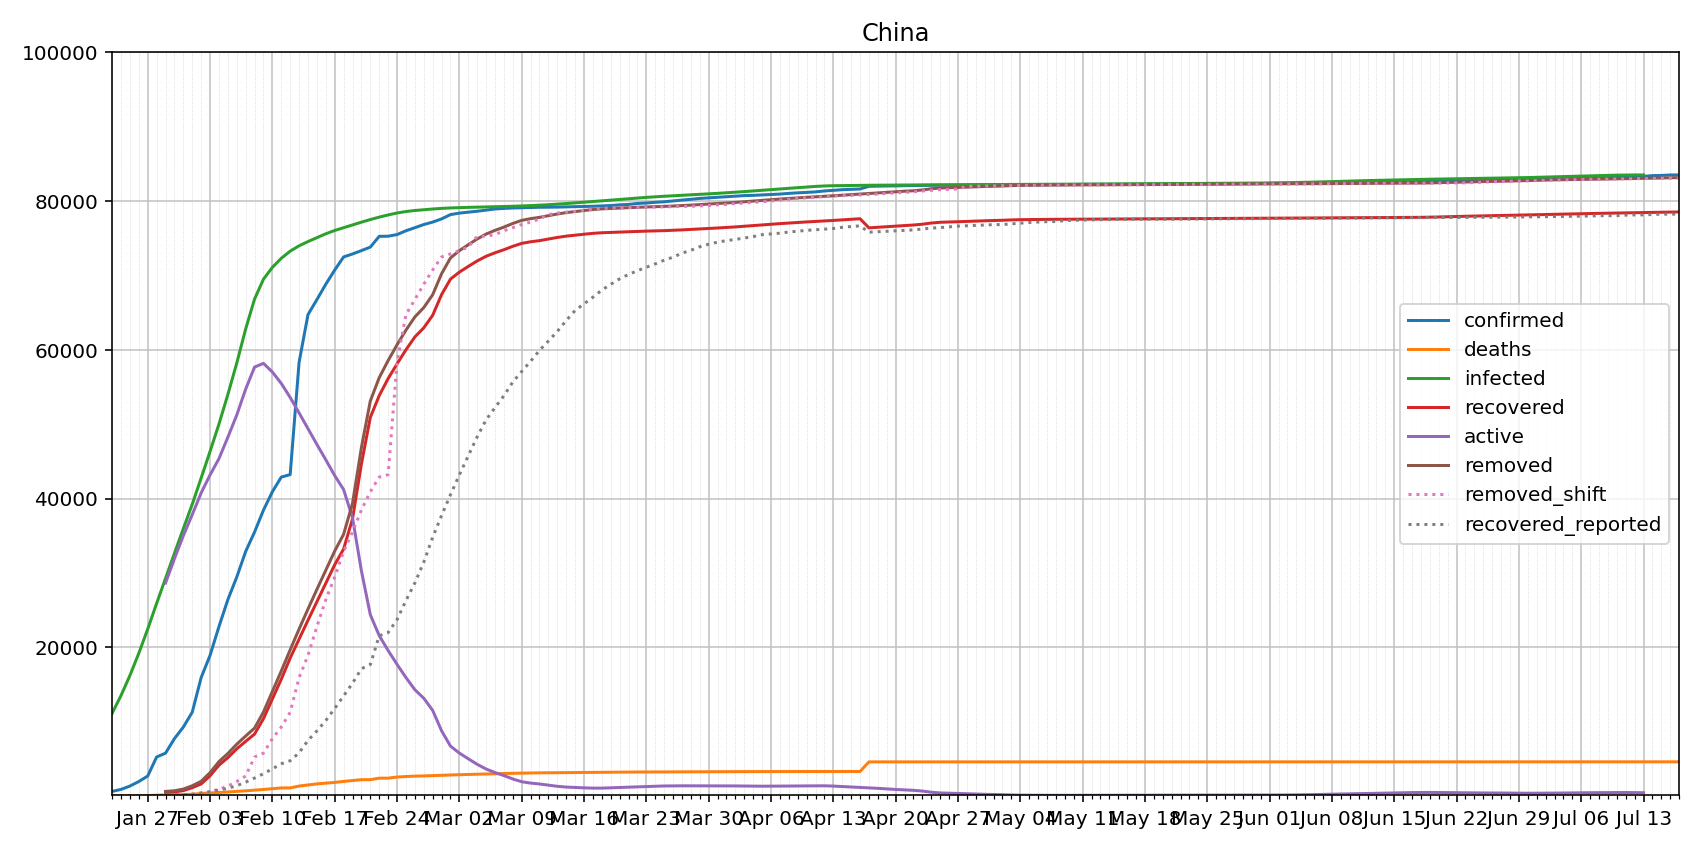 China
100000
80000
60000
40000
20000
confirmed
deaths
infected
recovered
active
removed
removed_shift
recovered_reported
Jan 27 Feb 03 Feb 10 Feb 17 Feb 24 Mar 02 Mar 09 Mar 16 Mar 23 Mar 30 Apr 06 Apr 13 Apr 20 Apr 27 May 04 May 11 May 18 May 25 Jun 01 Jun 08 Jun 15 Jun 22 Jun 29 Jul 06 Jul 13